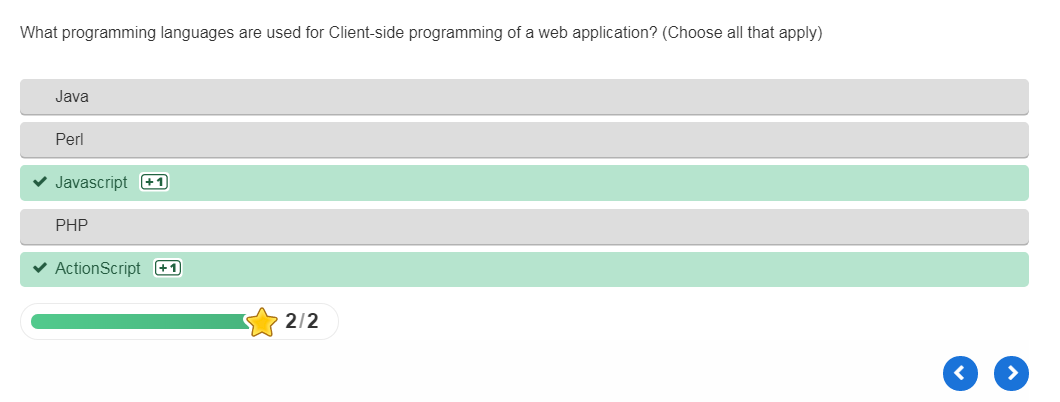 What programming languages are used for Client-side programming of a web application? (Choose all that apply)
Java
Perl
Javascript +1
PHP
ActionScript +1
2/2